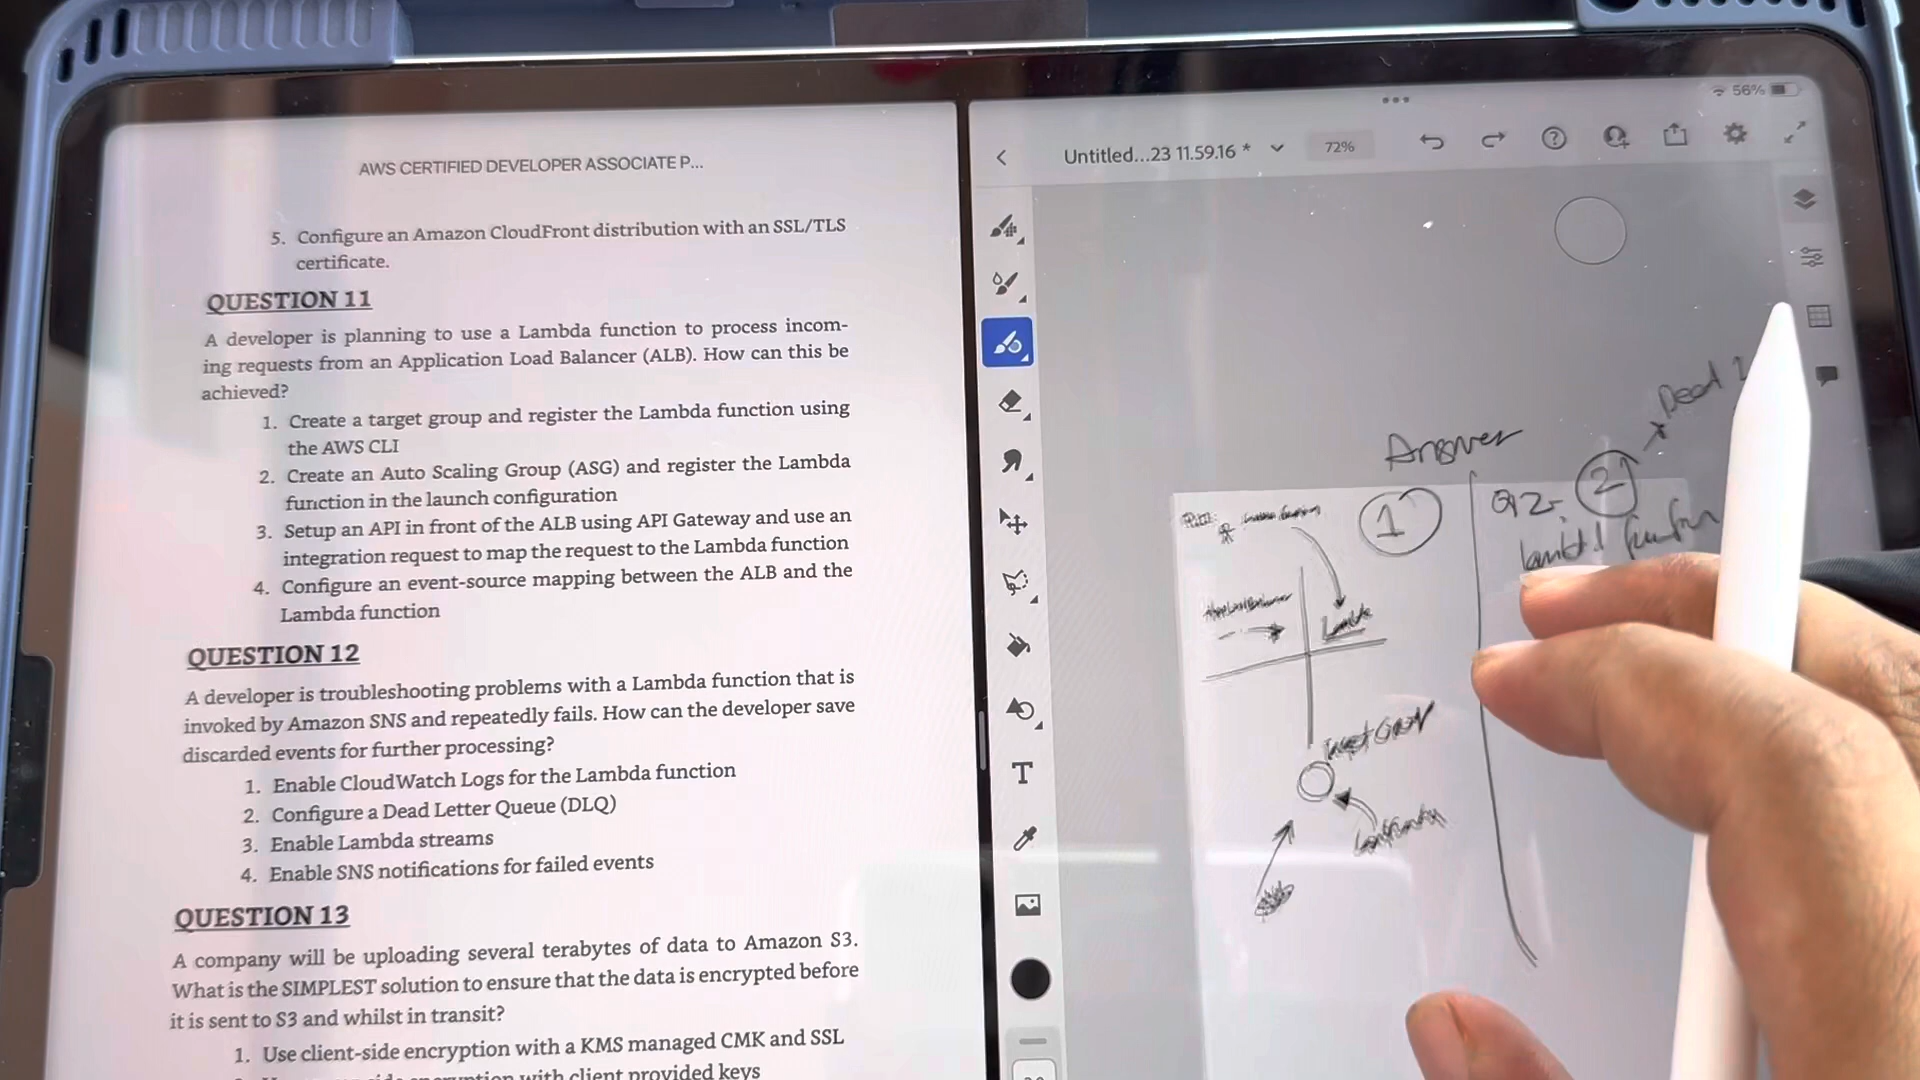 AWS CERTIFIED DEVELOPER ASSOCIATE P...
5. Configure an Amazon CloudFront distribution with an SSL/TLS
certificate.
QUESTION 11
A developer is planning to use a Lambda function to process incom-
ing requests from an Application Load Balancer (ALB). How can this be
achieved?
1. Create a target group and register the Lambda function using
the AWS CLI
2. Create an Auto Scaling Group (ASG) and register the Lambda
function in the launch configuration
3. Setup an API in front of the ALB using API Gateway and use an
integration request to map the request to the Lambda function
4. Configure an event-source mapping between the ALB and the
Lambda function
QUESTION 12
A developer is troubleshooting problems with a Lambda function that is
invoked by Amazon SNS and repeatedly fails. How can the developer save
discarded events for further processing?
1. Enable CloudWatch Logs for the Lambda function
2. Configure a Dead Letter Queue (DLQ)
3. Enable Lambda streams
4. Enable SNS notifications for failed events
QUESTION 13
A company will be uploading several terabytes of data to Amazon S3.
What is the SIMPLEST solution to ensure that the data is encrypted before
it is sent to S3 and whilst in transit?
1. Use client-side encryption with a KMS managed CMK and SSL
encryption with client provided keys
56%
Untitled...23 11.59.16 *
72%
Dead
Answer
1
Q2- 2
T